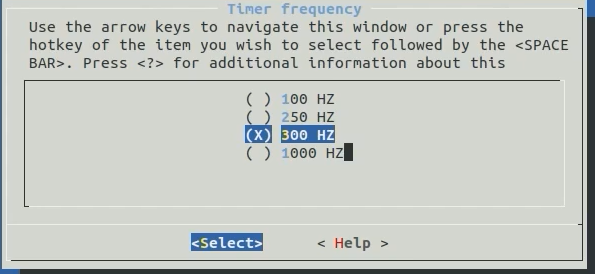 Timer frequency
Use the arrow keys to navigate this window or press the
hotkey of the item you wish to select followed by the <SPACE
BAR>. Press <?> for additional information about this
( ) 100 HZ
( ) 250 HZ
(X) 300 HZ
( ) 1000 HZ
<Select> < Help >